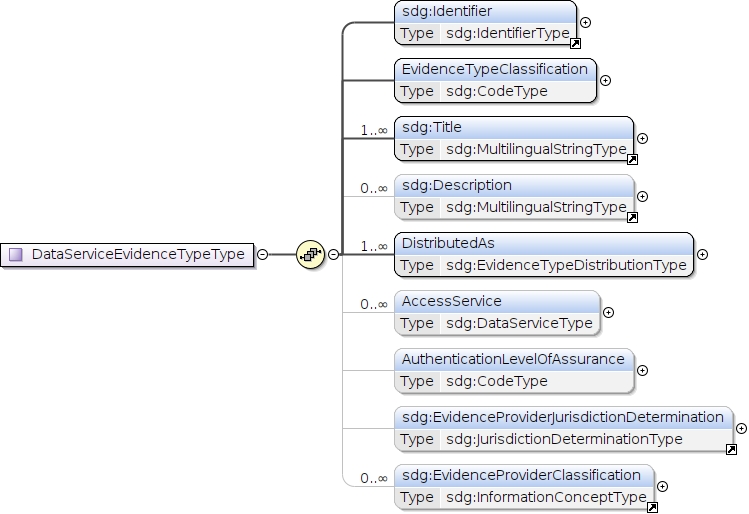 sdg:Identifier
Type sdg:IdentifierType
EvidenceTypeClassification
Type sdg:CodeType
1..∞ sdg:Title
Type sdg:MultilingualStringType
0..∞ sdg:Description
Type sdg:MultilingualStringType
DataServiceEvidenceTypeType
1..∞ DistributedAs
Type sdg:EvidenceTypeDistributionType
0..∞ AccessService
Type sdg:DataServiceType
AuthenticationLevelOfAssurance
Type sdg:CodeType
sdg:EvidenceProviderJurisdictionDetermination
Type sdg:JurisdictionDeterminationType
0..∞ sdg:EvidenceProviderClassification
Type sdg:InformationConceptType